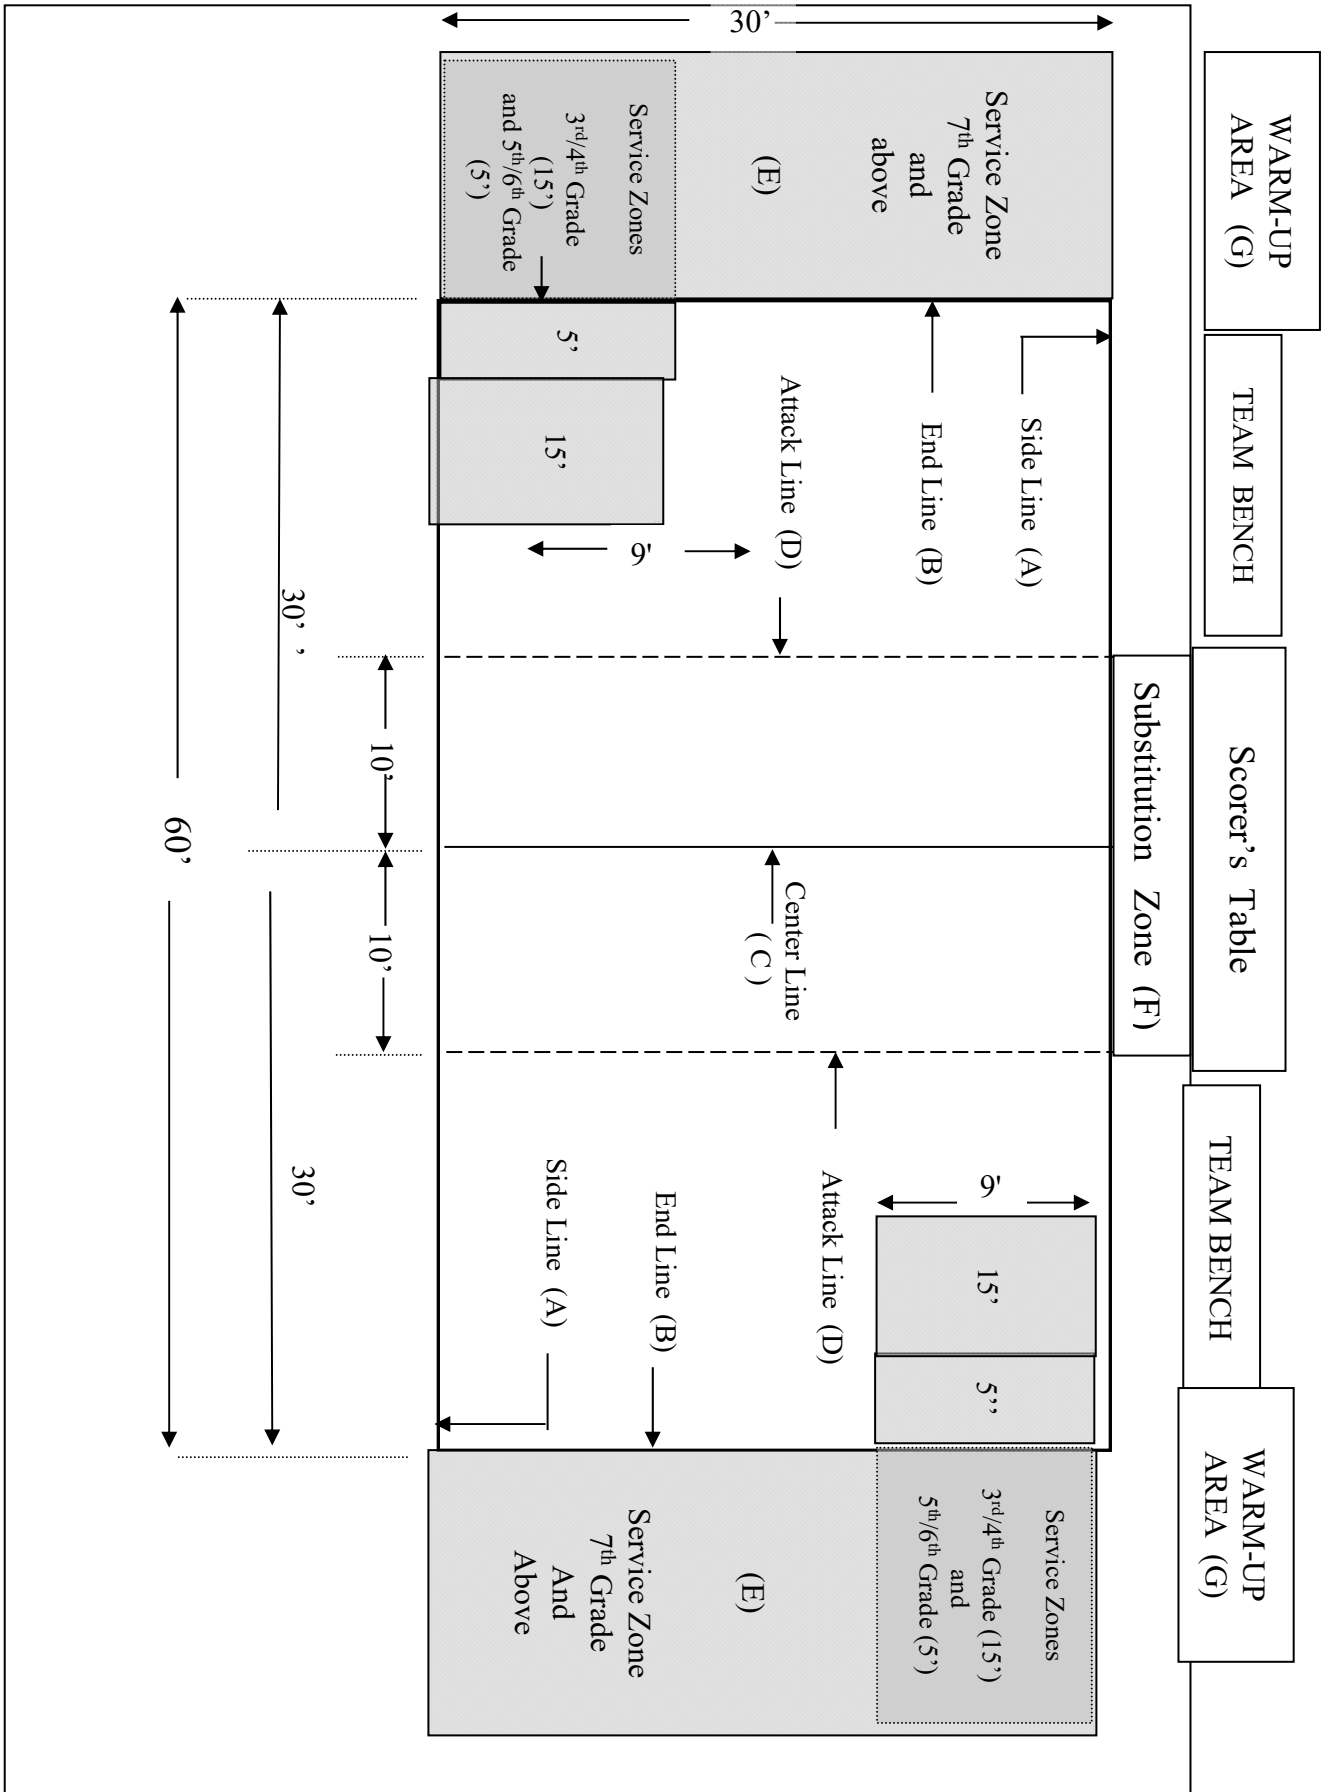 WARM-UP
AREA (G)
TEAM BENCH
Scorer's Table
TEAM BENCH
WARM-UP
AREA (G)
Substitution Zone (F)
30'
Service Zone
7th Grade
and
above
(E)
Service Zones
3rd/4th Grade
(15')
and 5th/6th Grade
(5')
5'
15'
9'
Side Line (A)
End Line (B)
Attack Line (D)
Center Line
( C )
9'
15'
5''
Attack Line (D)
End Line (B)
Side Line (A)
Service Zones
3rd/4th Grade (15')
and
5th/6th Grade (5')
(E)
Service Zone
7th Grade
And
Above
10'
10'
30' '
30'
60'